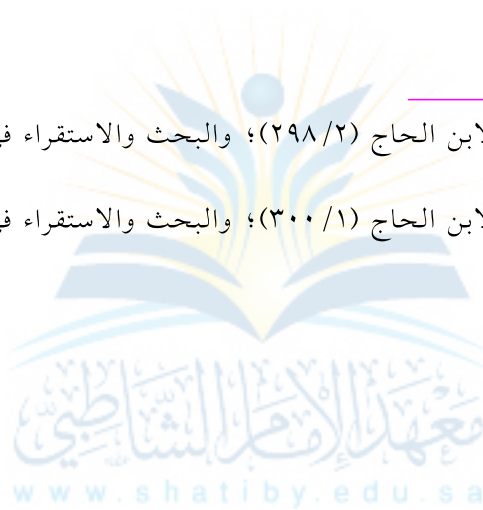 لابن الحاج (٢٩٨/٢)؛ والبحث والاستقراء في
لابن الحاج (٣٠٠/١)؛ والبحث والاستقراء في
معهد الإمام الشاطبي
www.shatiby.edu.sa